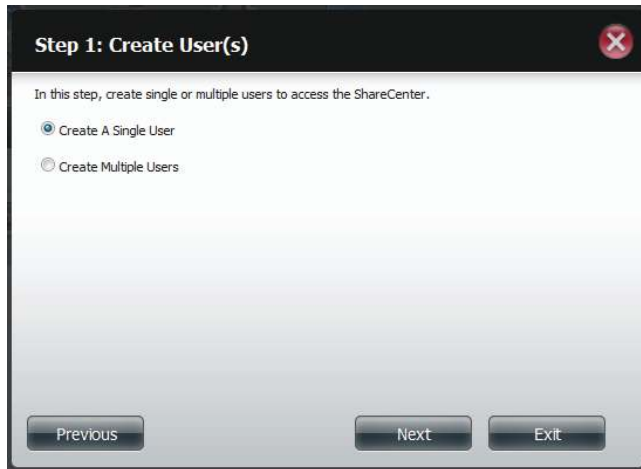 Step 1: Create User(s)
In this step, create single or multiple users to access the ShareCenter.
Create A Single User
Create Multiple Users
Previous
Next
Exit